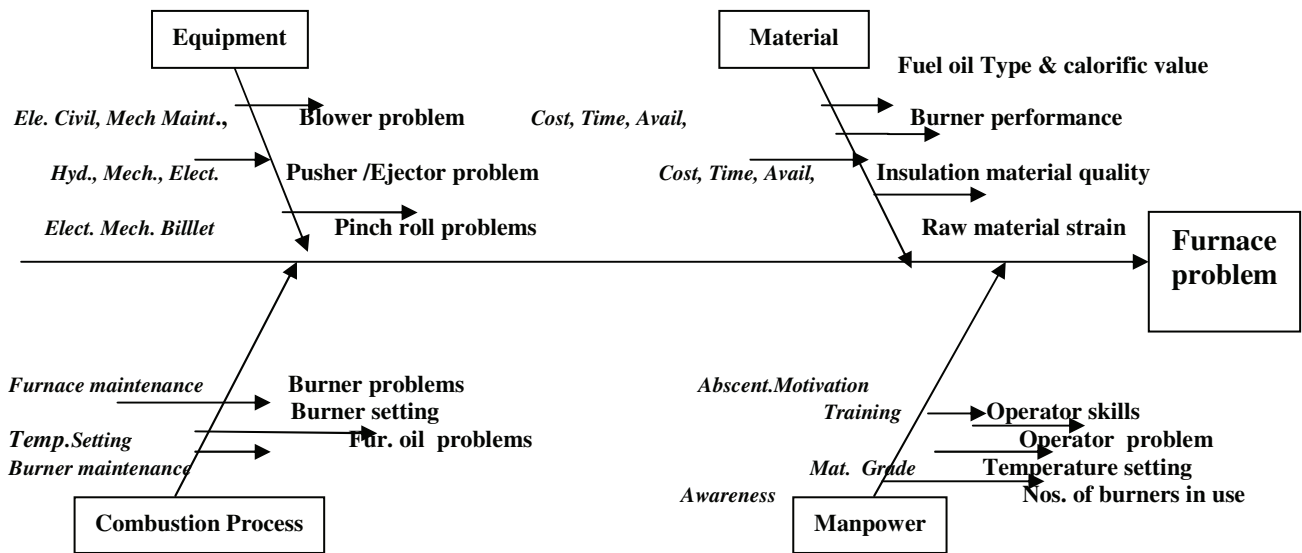 Equipment
Material
Fuel oil Type & calorific value
Ele. Civil, Mech Maint.,
Blower problem
Cost, Time, Avail,
Burner performance
Hyd., Mech., Elect.
Pusher /Ejector problem
Cost, Time, Avail,
Insulation material quality
Elect. Mech. Billlet
Pinch roll problems
Raw material strain
Furnace
problem
Furnace maintenance
Burner problems
Burner setting
Temp.Setting
Fur. oil problems
Burner maintenance
Combustion Process
Abscent.Motivation
Training
Operator skills
Operator problem
Mat. Grade
Temperature setting
Awareness
Nos. of burners in use
Manpower